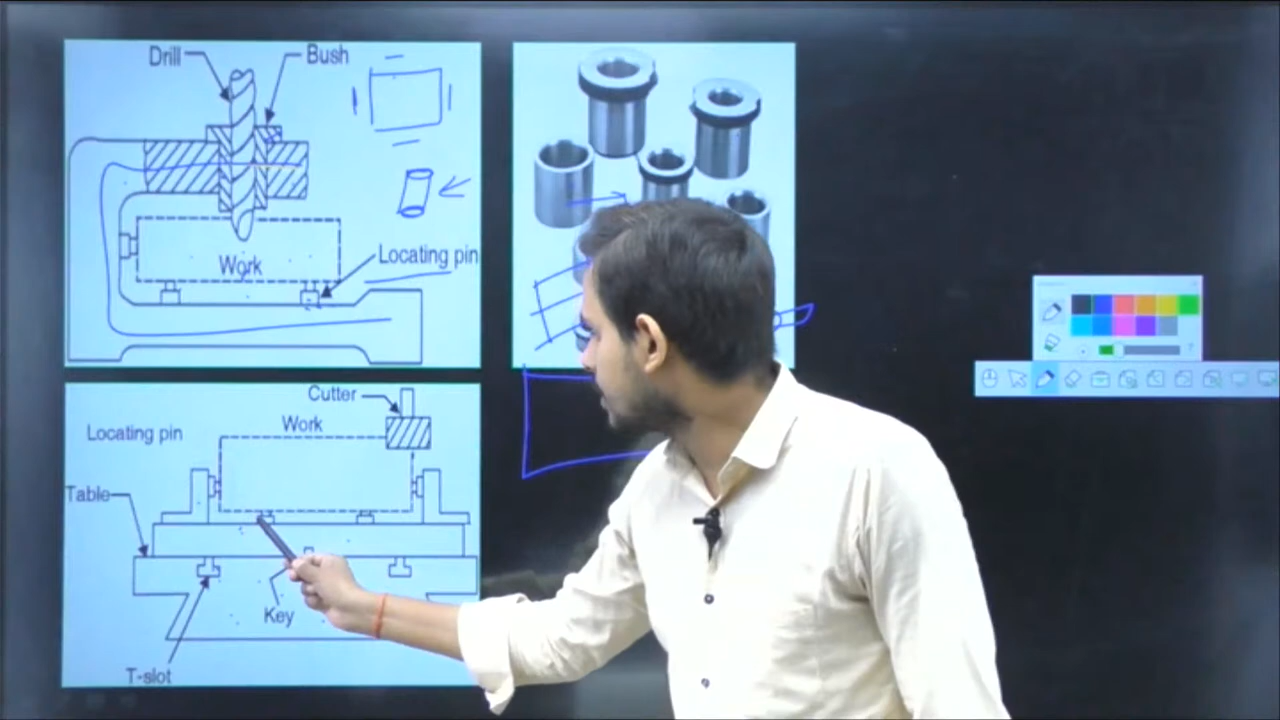 Drill
Bush
Work
Locating pin
Cutter
Work
Locating pin
Table
Key
T-slot